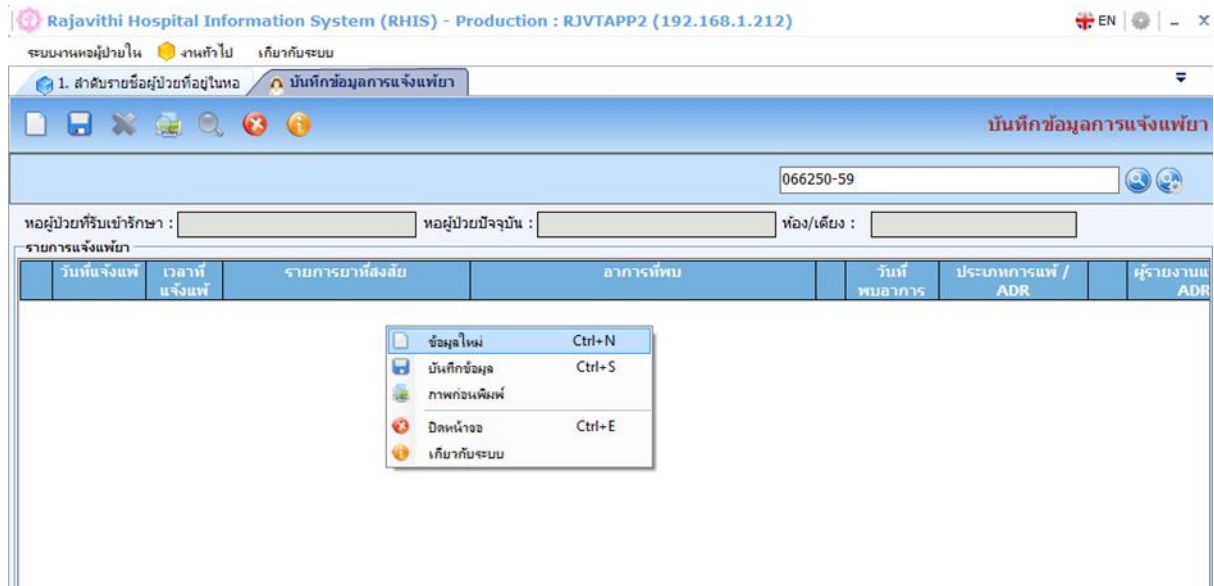 Rajavithi Hospital Information System (RHIS) - Production : RJVTAPP2 (192.168.1.212) EN
ระบบงานหอผู้ป่วยใน งานทั่วไป เกี่ยวกับระบบ
1. ลำดับรายชื่อผู้ป่วยที่อยู่ในหอ บันทึกข้อมูลการแจ้งแพ้ยา
บันทึกข้อมูลการแจ้งแพ้ยา
066250-59
หอผู้ป่วยที่รับเข้ารักษา : หอผู้ป่วยปัจจุบัน : ห้อง/เตียง :
รายการแจ้งแพ้ยา
วันที่แจ้งแพ้ เวลาที่ รายการยาที่สงสัย อาการที่พบ วันที่ ประเภทการแพ้ / ผู้รายงานแ
แจ้งแพ้ พบอาการ ADR ADR
ข้อมูลใหม่ Ctrl+N
บันทึกข้อมูล Ctrl+S
ภาพก่อนพิมพ์
ปิดหน้าจอ Ctrl+E
เกี่ยวกับระบบ